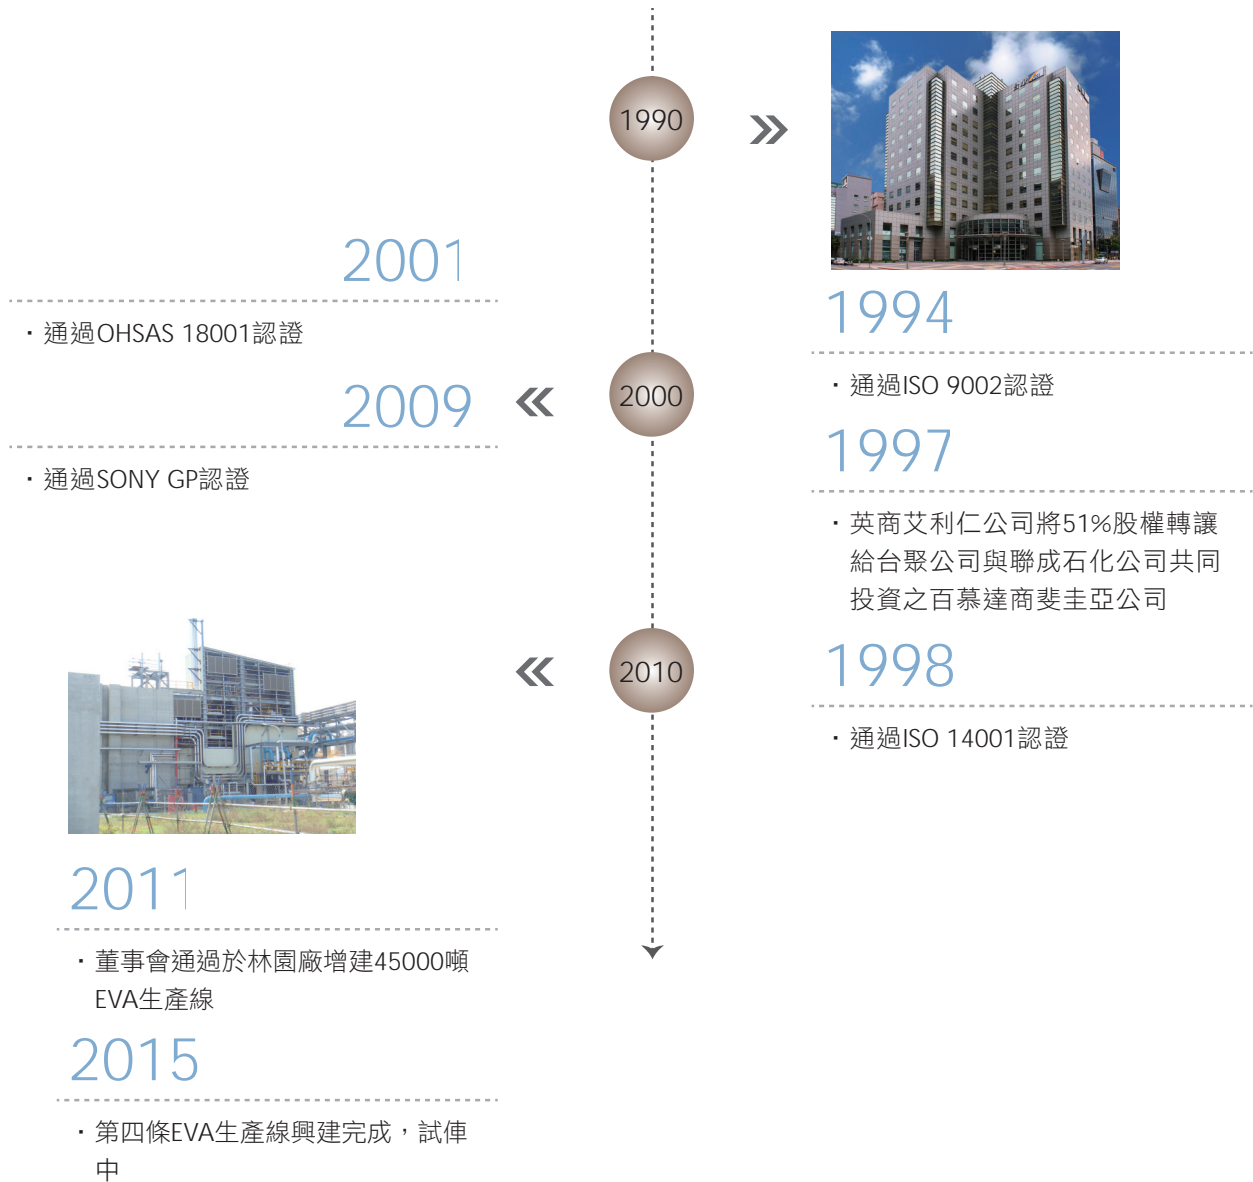 1990
1994
・通過ISO 9002認證
1997
・英商艾利仁公司將51%股權轉讓
給台聚公司與聯成石化公司共同
投資之百慕達商斐圭亞公司
1998
・通過ISO 14001認證
2000
2001
・通過OHSAS 18001認證
2009
・通過SONY GP認證
2010
2011
・董事會通過於林園廠增建45000噸
EVA生產線
2015
・第四條EVA生產線興建完成，試俥
中